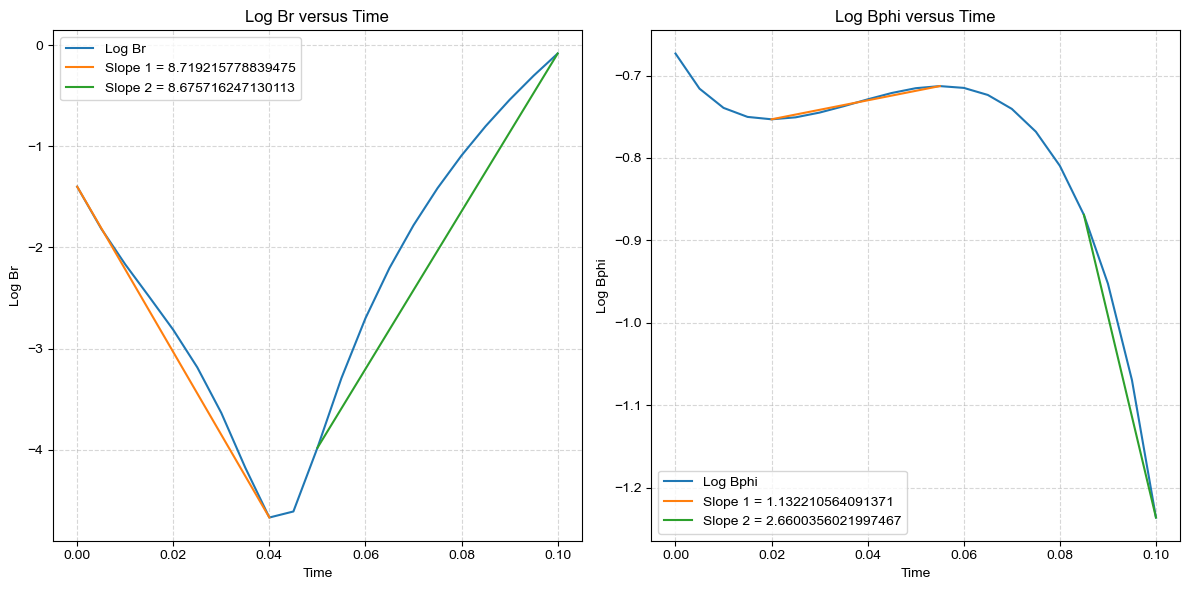 Log Br versus Time
Log Br
Slope 1 = 8.719215778839475
Slope 2 = 8.675716247130113
0
−1
−2
−3
−4
Log Br
0.00 0.02 0.04 0.06 0.08 0.10
Time
Log Bphi versus Time
−0.7
−0.8
−0.9
−1.0
−1.1
−1.2
Log Bphi
Log Bphi
Slope 1 = 1.132210564091371
Slope 2 = 2.6600356021997467
0.00 0.02 0.04 0.06 0.08 0.10
Time